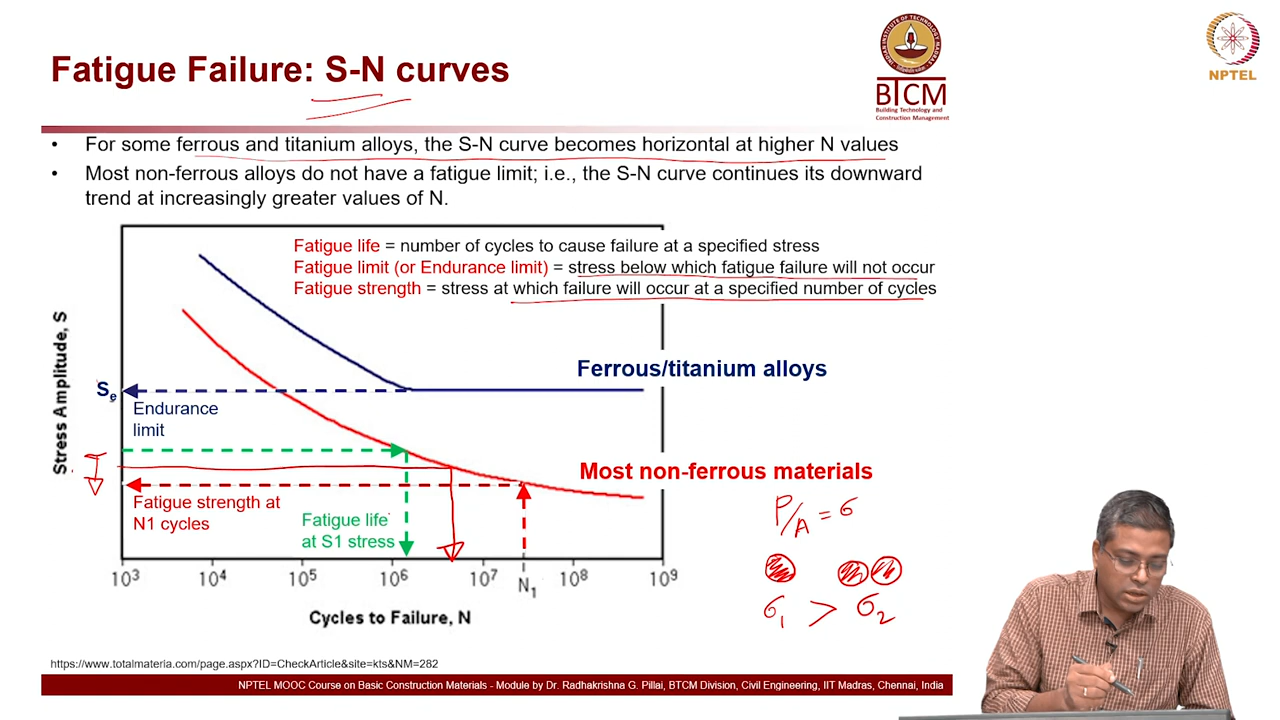 Fatigue Failure: S-N curves
INDIAN INSTITUTE OF TECHNOLOGY MADRAS
BTCM
Building Technology and
Construction Management
NPTEL
• For some ferrous and titanium alloys, the S-N curve becomes horizontal at higher N values
• Most non-ferrous alloys do not have a fatigue limit; i.e., the S-N curve continues its downward
trend at increasingly greater values of N.
Fatigue life = number of cycles to cause failure at a specified stress
Fatigue limit (or Endurance limit) = stress below which fatigue failure will not occur
Fatigue strength = stress at which failure will occur at a specified number of cycles
Stress Amplitude, S
Ferrous/titanium alloys
Se
Endurance
limit
Most non-ferrous materials
Fatigue strength at
N1 cycles
Fatigue life
at S1 stress
P/A = σ
σ1 > σ2
10³ 10⁴ 10⁵ 10⁶ 10⁷ N1 10⁸ 10⁹
Cycles to Failure, N
https://www.totalmateria.com/page.aspx?ID=CheckArticle&site=kts&NM=282
NPTEL MOOC Course on Basic Construction Materials - Module by Dr. Radhakrishna G. Pillai, BTCM Division, Civil Engineering, IIT Madras, Chennai, India